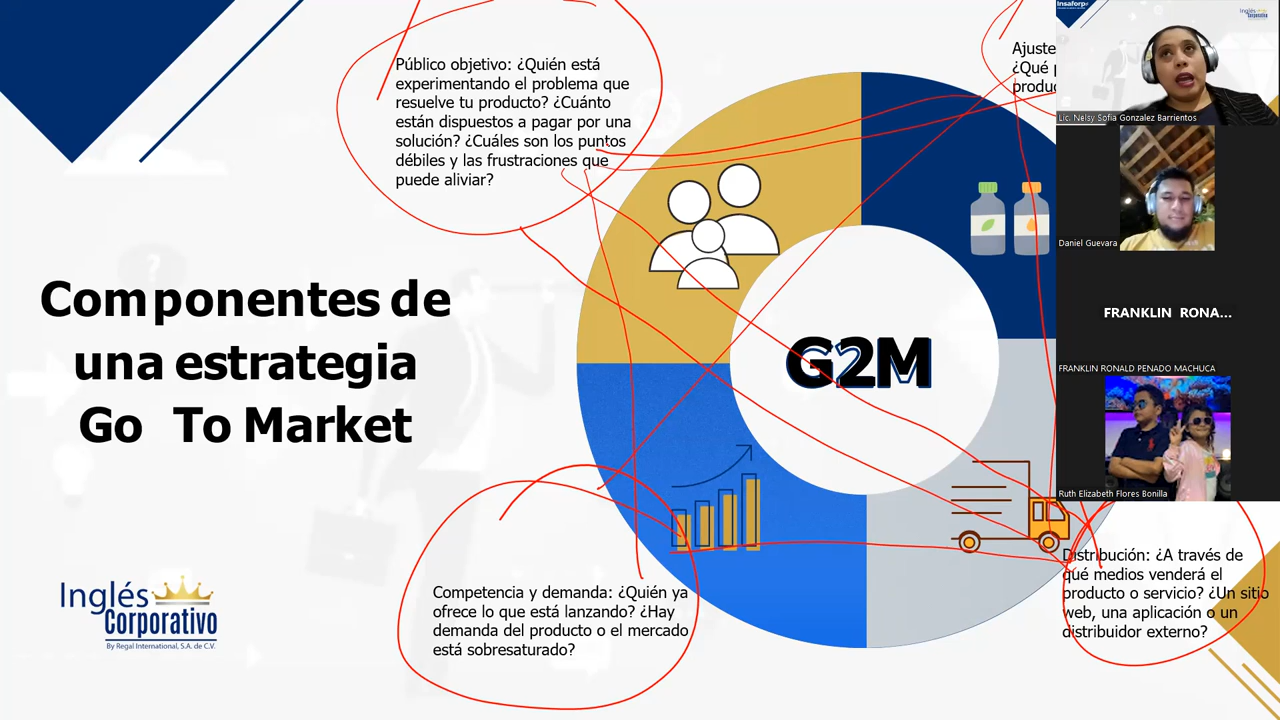 Público objetivo: ¿Quién está
experimentando el problema que
resuelve tu producto? ¿Cuánto
están dispuestos a pagar por una
solución? ¿Cuáles son los puntos
débiles y las frustraciones que
puede aliviar?
Ajuste
¿Qué
produc
Insaforp
Inglés
Corporativo
Lic. Nelsy Sofia Gonzalez Barrientos
Daniel Guevara
FRANKLIN RONA...
FRANKLIN RONALD PENADO MACHUCA
Ruth Elizabeth Flores Bonilla
Componentes de
una estrategia
Go To Market
G2M
Competencia y demanda: ¿Quién ya
ofrece lo que está lanzando? ¿Hay
demanda del producto o el mercado
está sobresaturado?
Distribución: ¿A través de
qué medios venderá el
producto o servicio? ¿Un sitio
web, una aplicación o un
distribuidor externo?
Inglés
Corporativo
By Regal International, S.A. de C.V.